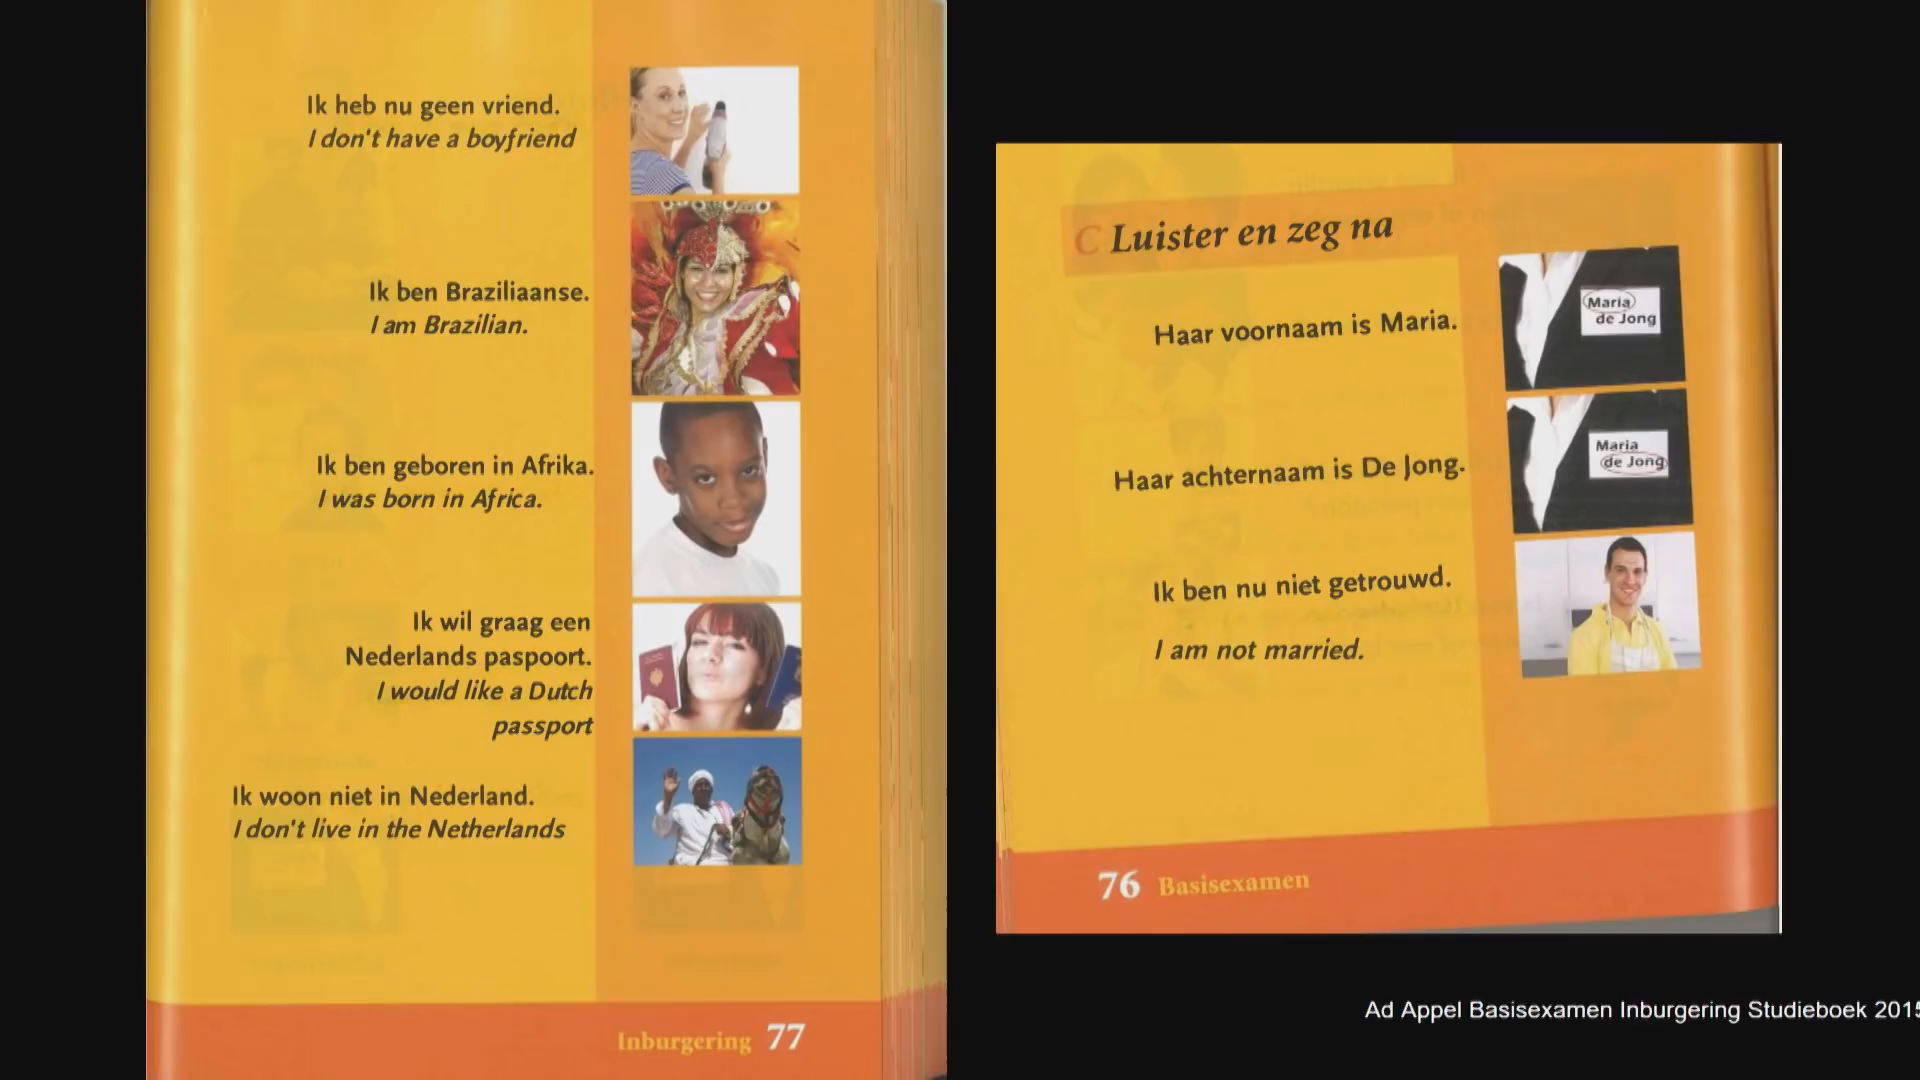 Ik heb nu geen vriend.
I don't have a boyfriend
Ik ben Braziliaanse.
I am Brazilian.
Ik ben geboren in Afrika.
I was born in Africa.
Ik wil graag een
Nederlands paspoort.
I would like a Dutch
passport
Ik woon niet in Nederland.
I don't live in the Netherlands
Inburgering 77
C Luister en zeg na
Haar voornaam is Maria.
Maria
de Jong
Haar achternaam is De Jong.
Maria
de Jong
Ik ben nu niet getrouwd.
I am not married.
76 Basisexamen
Ad Appel Basisexamen Inburgering Studieboek 2015